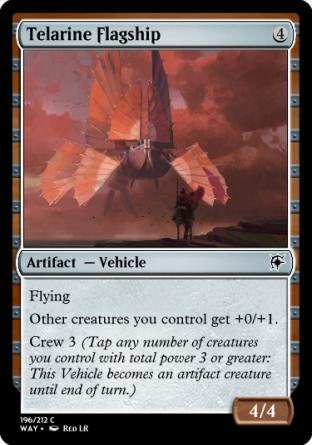 Telarine Flagship 4
Artifact — Vehicle
Flying
Other creatures you control get +0/+1.
Crew 3 (Tap any number of creatures
you control with total power 3 or greater:
This Vehicle becomes an artifact creature
until end of turn.)
4/4
196/212 C
WAY • Red LR